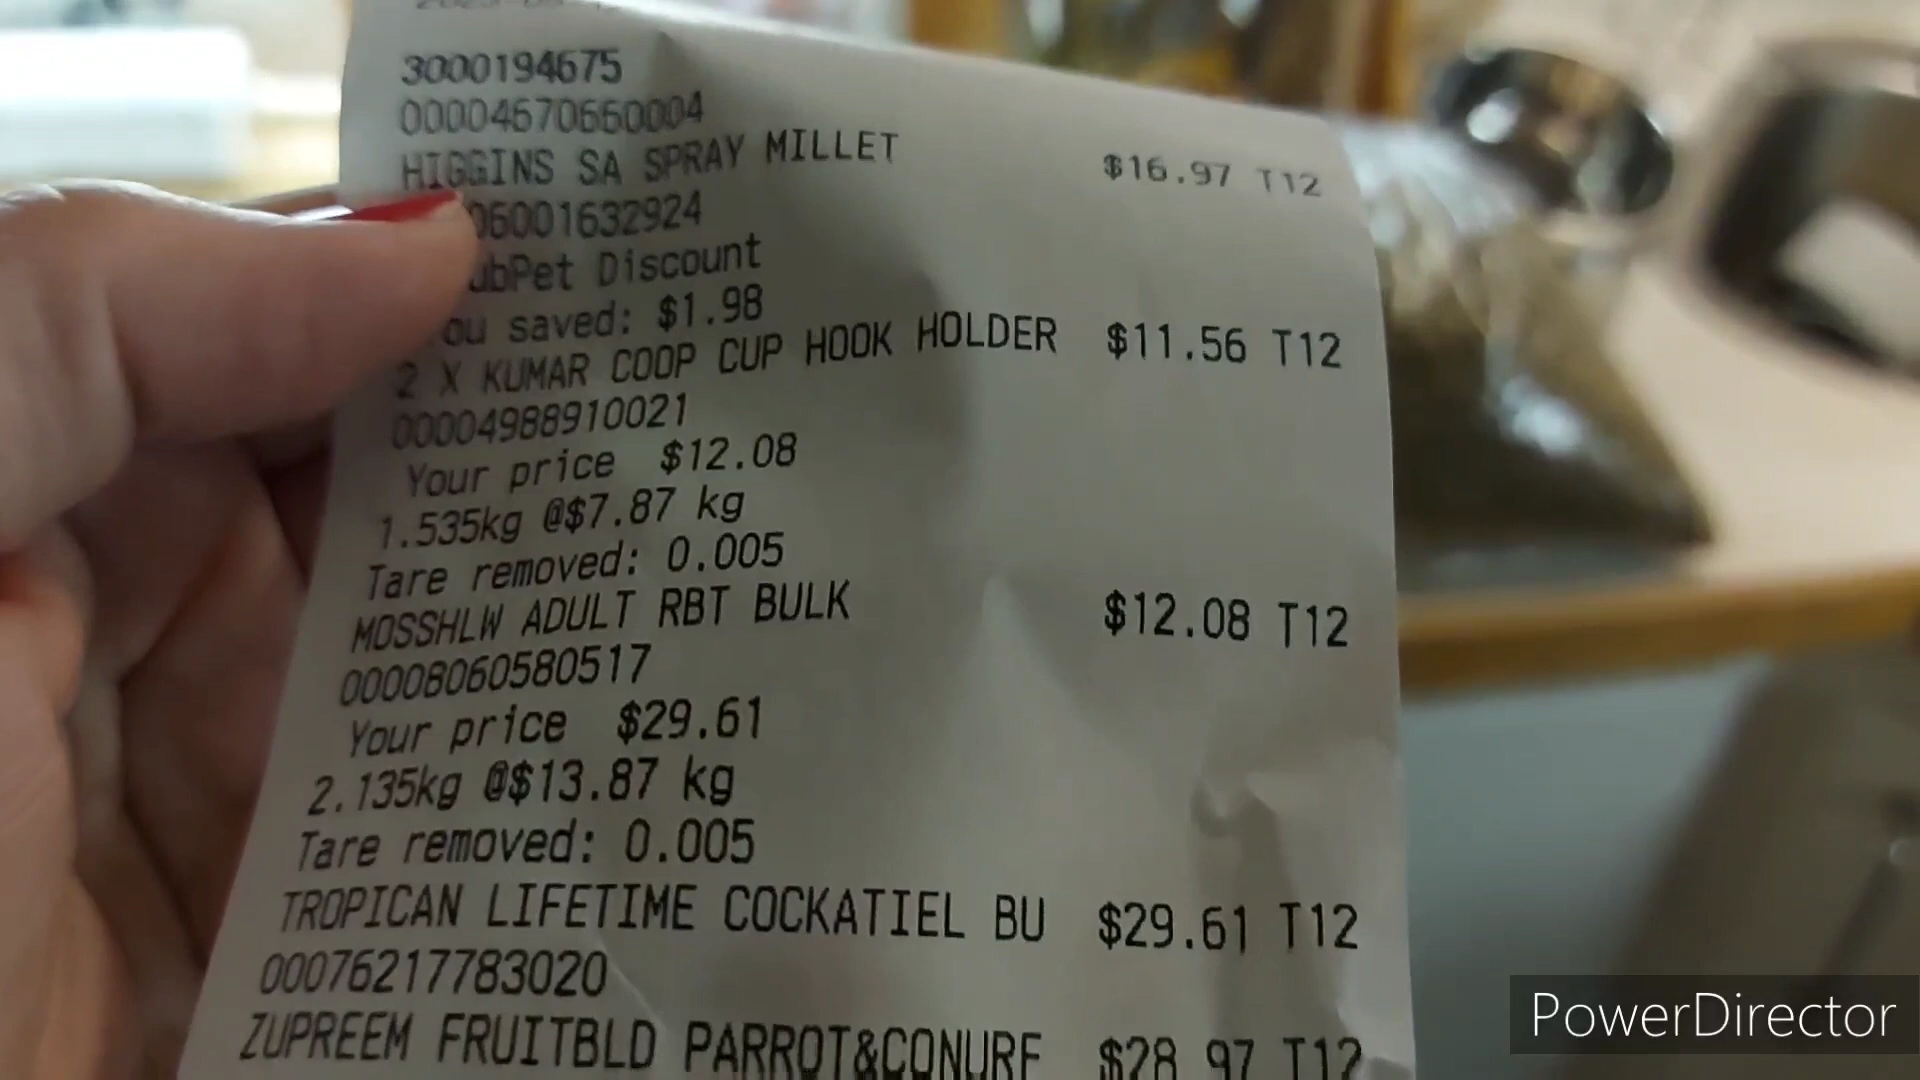 3000194675
00004670660004
HIGGINS SA SPRAY MILLET $16.97 T12
06001632924
ubPet Discount
ou saved: $1.98
2 X KUMAR COOP CUP HOOK HOLDER $11.56 T12
00004988910021
Your price $12.08
1.535kg @$7.87 kg
Tare removed: 0.005
MOSSHLW ADULT RBT BULK $12.08 T12
00008060580517
Your price $29.61
2.135kg @$13.87 kg
Tare removed: 0.005
TROPICAN LIFETIME COCKATIEL BU $29.61 T12
00076217783020
ZUPREEM FRUITBLD PARROT&CONURE $28.97 T12
PowerDirector